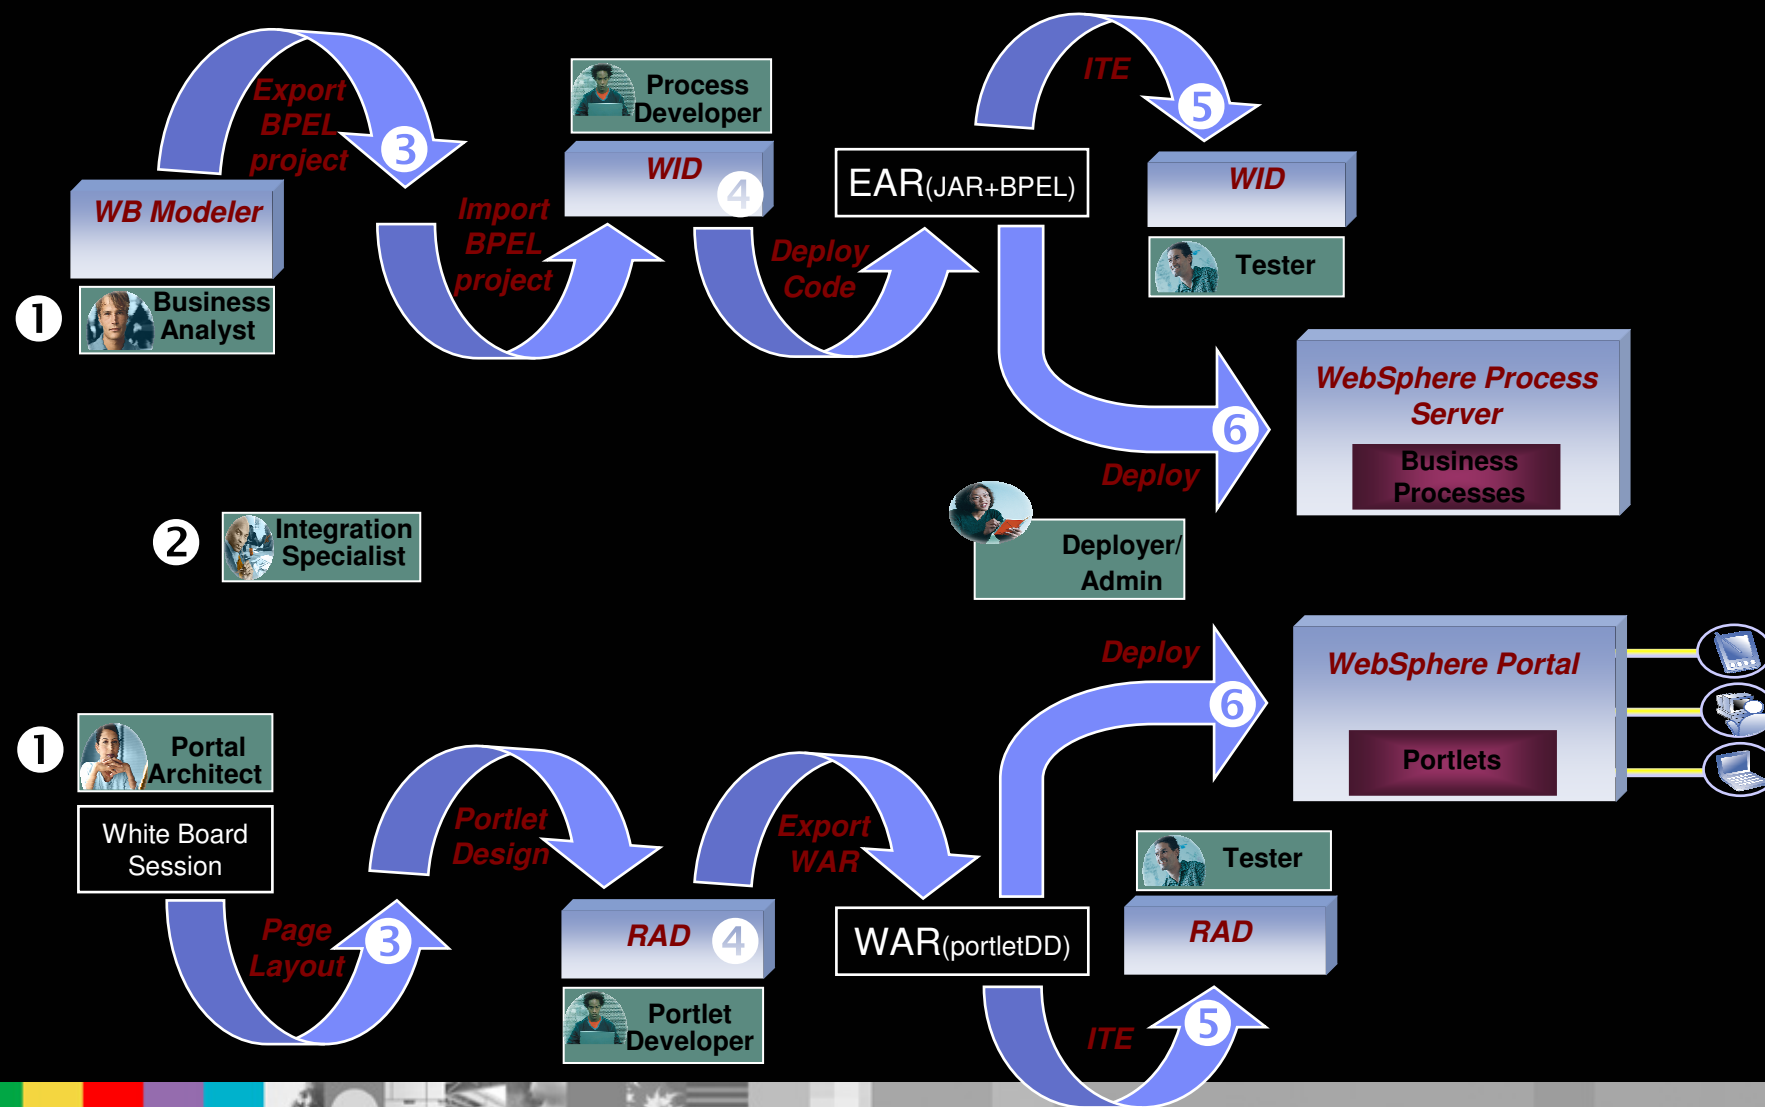 Export
BPEL
project
3
WB Modeler
1
Business
Analyst
Import
BPEL
project
Process
Developer
WID
4
Deploy
Code
EAR(JAR+BPEL)
ITE
5
WID
Tester
6
Deploy
WebSphere Process
Server
Business
Processes
2
Integration
Specialist
Deployer/
Admin
Deploy
6
WebSphere Portal
Portlets
1
Portal
Architect
White Board
Session
Page
Layout
3
Portlet
Design
RAD
4
Portlet
Developer
Export
WAR
WAR(portletDD)
Tester
RAD
ITE
5